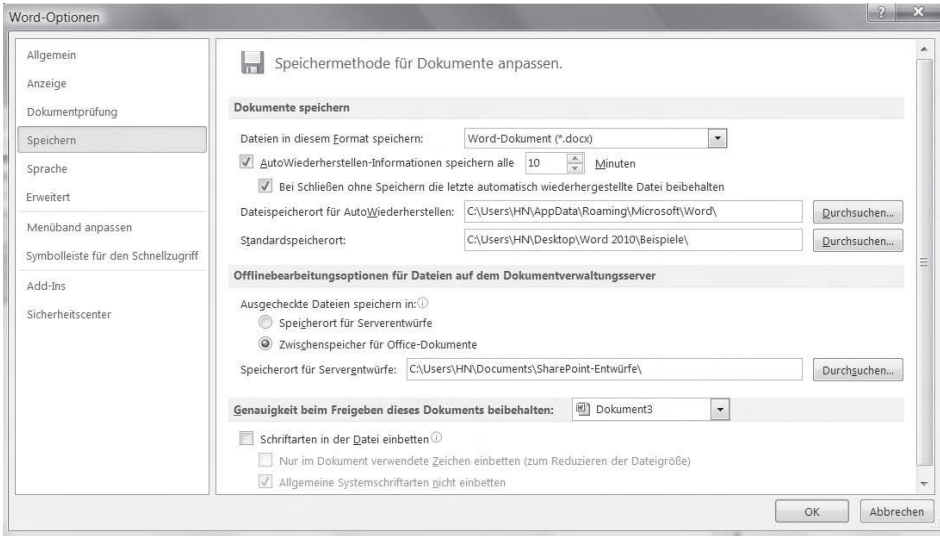 Word-Optionen
Allgemein
Anzeige
Dokumentprüfung
Speichern
Sprache
Erweitert
Menüband anpassen
Symbolleiste für den Schnellzugriff
Add-Ins
Sicherheitscenter
Speichermethode für Dokumente anpassen.
Dokumente speichern
Dateien in diesem Format speichern: Word-Dokument (*.docx)
AutoWiederherstellen-Informationen speichern alle 10 Minuten
Bei Schließen ohne Speichern die letzte automatisch wiederhergestellte Datei beibehalten
Dateispeicherort für AutoWiederherstellen: C:\Users\HN\AppData\Roaming\Microsoft\Word\ Durchsuchen...
Standardspeicherort: C:\Users\HN\Desktop\Word 2010\Beispiele\ Durchsuchen...
Offlinebearbeitungsoptionen für Dateien auf dem Dokumentverwaltungsserver
Ausgecheckte Dateien speichern in:
Speicherort für Serverentwürfe
Zwischenspeicher für Office-Dokumente
Speicherort für Serverentwürfe: C:\Users\HN\Documents\SharePoint-Entwürfe\ Durchsuchen...
Genauigkeit beim Freigeben dieses Dokuments beibehalten: Dokument3
Schriftarten in der Datei einbetten
Nur im Dokument verwendete Zeichen einbetten (zum Reduzieren der Dateigröße)
Allgemeine Systemschriftarten nicht einbetten
OK Abbrechen